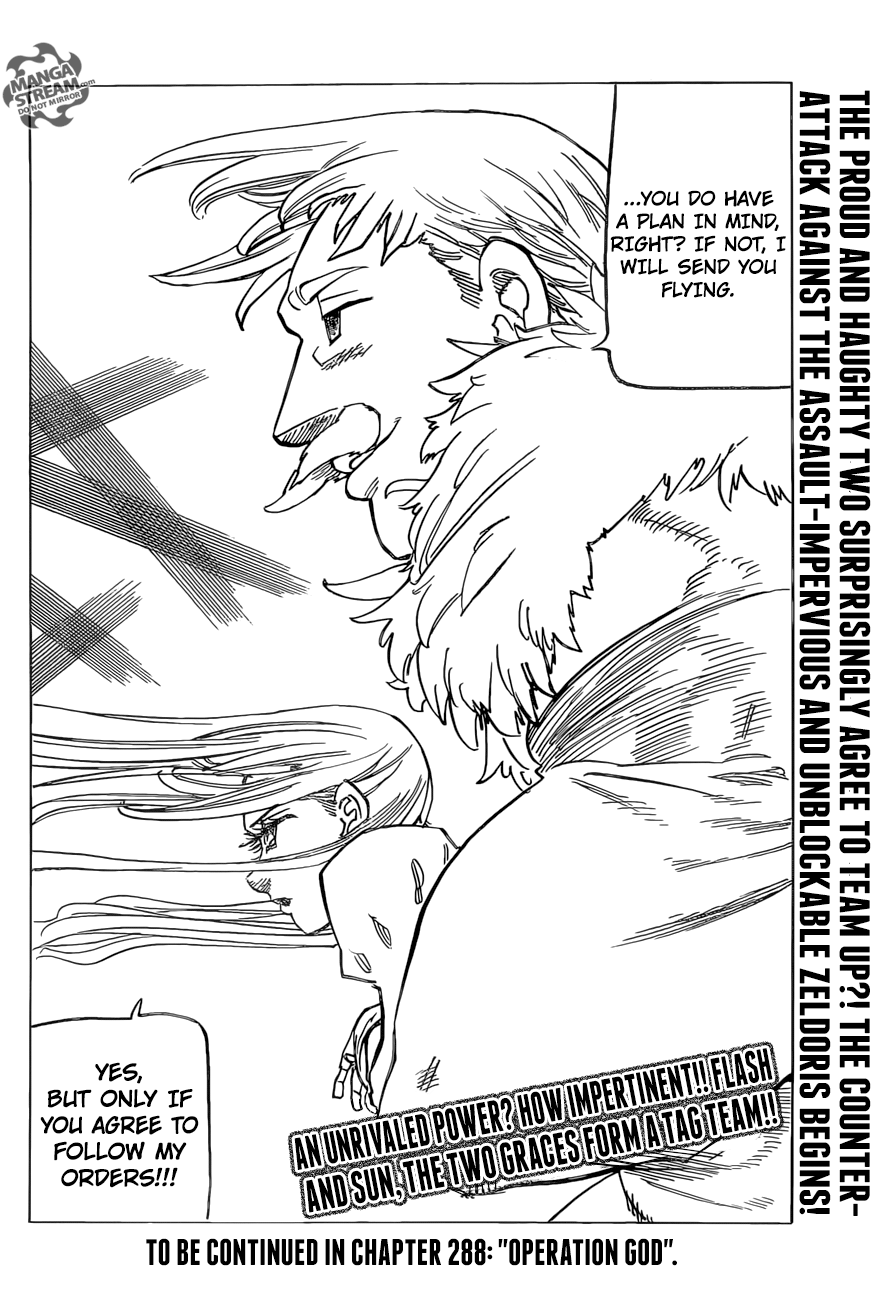 MANGA
STREAM.com
DO NOT MIRROR
THE PROUD AND HAUGHTY TWO SURPRISINGLY AGREE TO TEAM UP?! THE COUNTER-
ATTACK AGAINST THE ASSAULT-IMPERVIOUS AND UNBLOCKABLE ZELDORIS BEGINS!
...YOU DO HAVE
A PLAN IN MIND,
RIGHT? IF NOT, I
WILL SEND YOU
FLYING.
YES,
BUT ONLY IF
YOU AGREE TO
FOLLOW MY
ORDERS!!!
AN UNRIVALED POWER? HOW IMPERTINENT!! FLASH
AND SUN, THE TWO GRACES FORM A TAG TEAM!!
TO BE CONTINUED IN CHAPTER 288: "OPERATION GOD".